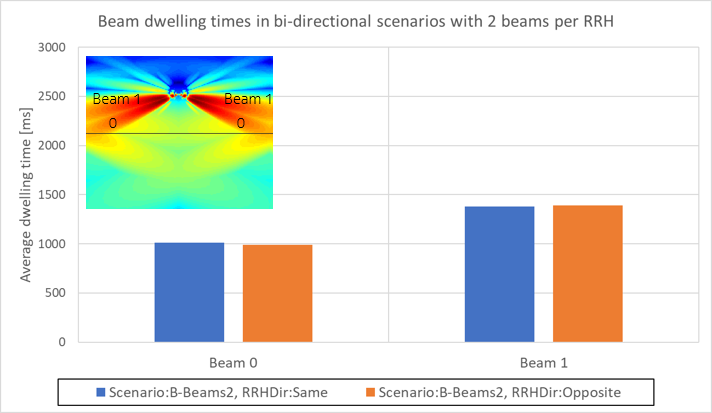 Beam dwelling times in bi-directional scenarios with 2 beams per RRH
Average dwelling time [ms]
3000
2500
2000
1500
1000
500
0
Beam 1 Beam 1
0 0
Beam 0 Beam 1
Scenario:B-Beams2, RRHDir:Same Scenario:B-Beams2, RRHDir:Opposite